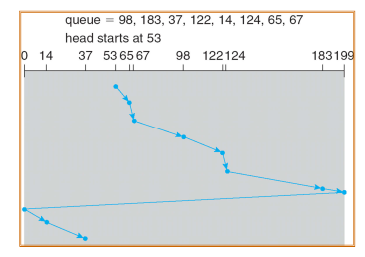 queue = 98, 183, 37, 122, 14, 124, 65, 67
head starts at 53
0 14 37 53 65 67 98 122 124 183 199